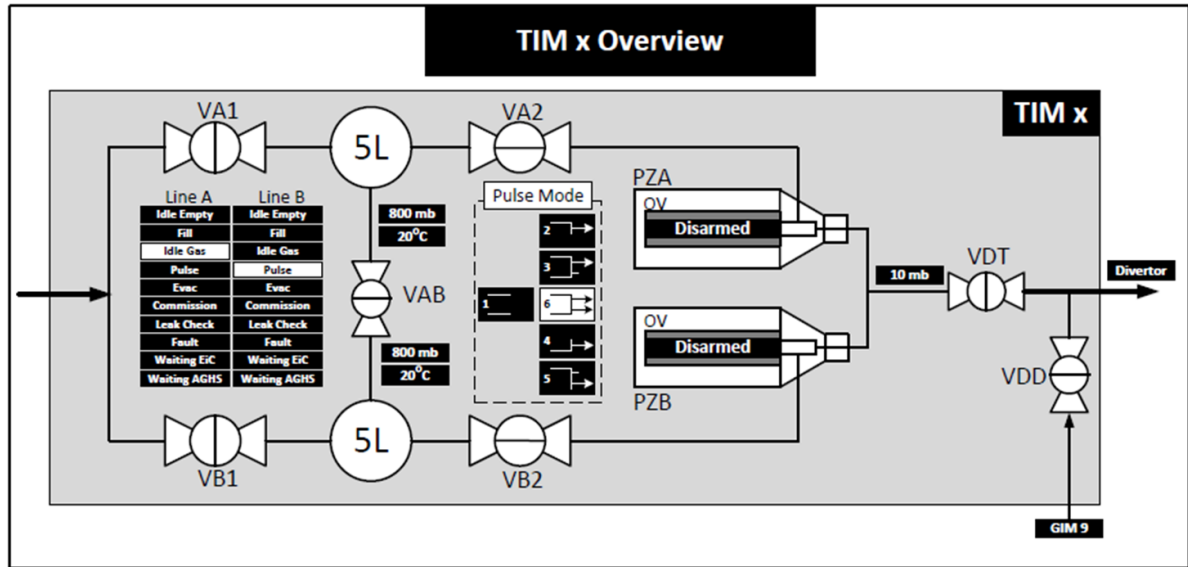 TIM x Overview
TIM x
VA1
VA2
5L
Line A
Line B
Idle Empty
Idle Empty
Fill
Fill
Idle Gas
Idle Gas
Pulse
Pulse
Evac
Evac
Commission
Commission
Leak Check
Leak Check
Fault
Fault
Waiting EiC
Waiting EiC
Waiting AGHS
Waiting AGHS
800 mb
20°C
VAB
800 mb
20°C
Pulse Mode
1
2
3
6
4
5
PZA
OV
Disarmed
OV
Disarmed
PZB
10 mb
VDT
Divertor
VDD
5L
VB1
VB2
GIM 9